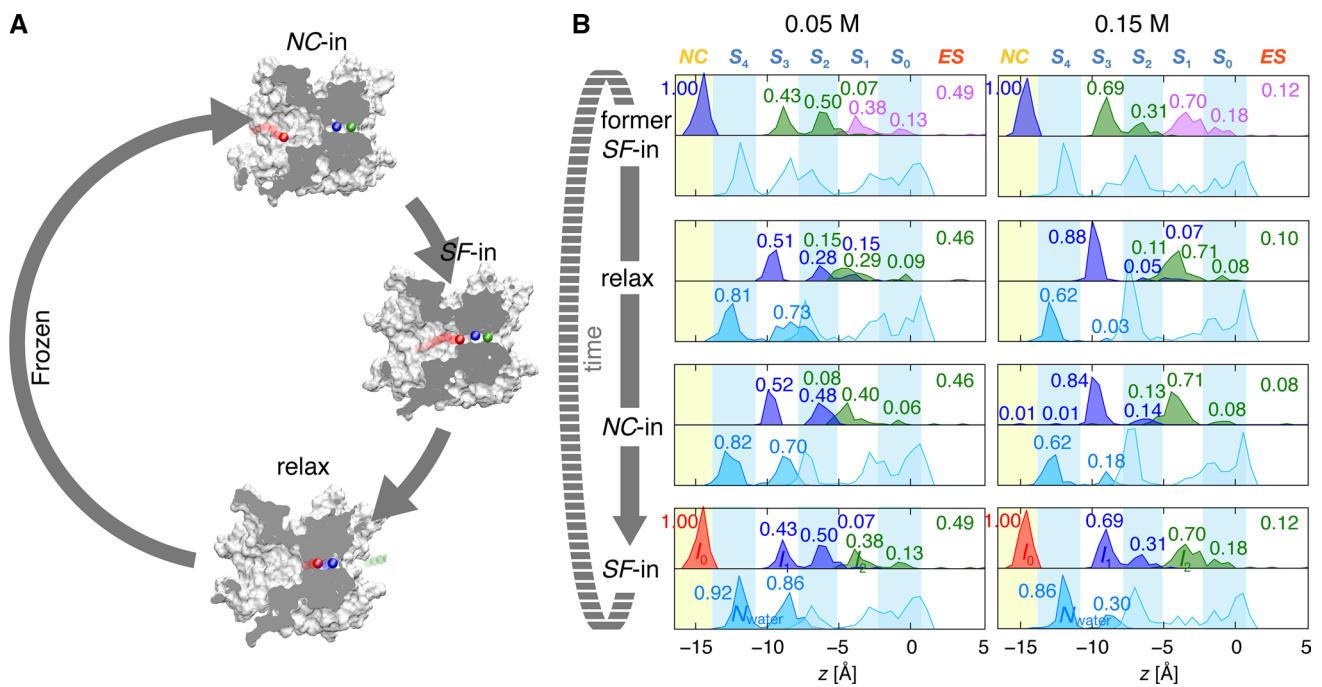 A
NC-in
SF-in
relax
Frozen
B
0.05 M
0.15 M
NC S4 S3 S2 S1 S0 ES
NC S4 S3 S2 S1 S0 ES
time
former
SF-in
relax
NC-in
SF-in
1.00 0.43 0.50 0.07 0.38 0.13 0.49
1.00 0.69 0.31 0.70 0.18 0.12
0.51 0.28 0.15 0.15 0.29 0.09 0.46
0.88 0.05 0.11 0.07 0.71 0.08 0.10
0.81 0.73
0.62 0.03
0.52 0.48 0.08 0.40 0.06 0.46
0.01 0.01 0.84 0.14 0.13 0.71 0.08 0.08
0.82 0.70
0.62 0.18
1.00 I0 0.43 I1 0.50 0.07 0.38 I2 0.13 0.49
1.00 I0 0.69 I1 0.31 0.70 I2 0.18 0.12
0.92 Nwater 0.86
0.86 Nwater 0.30
−15 −10 −5 0 5
−15 −10 −5 0 5
z [Å]
z [Å]